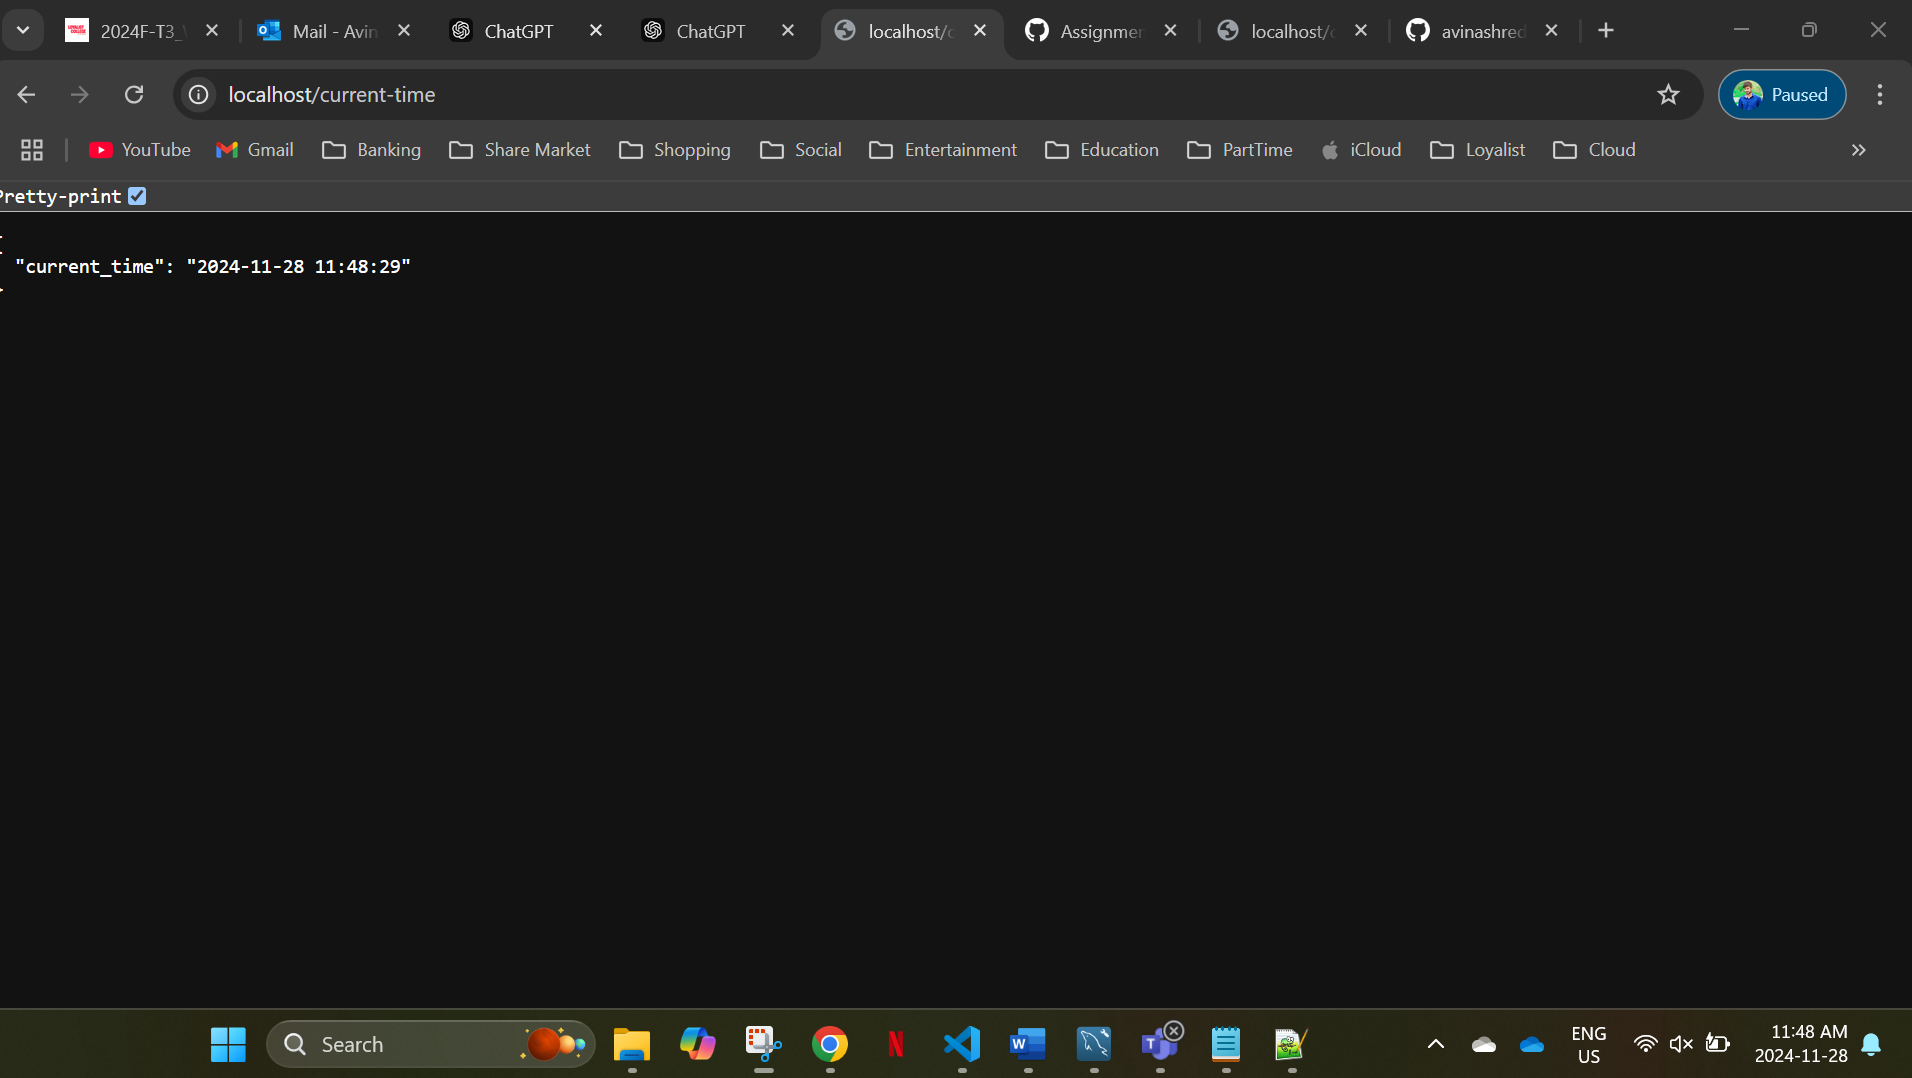 2024F-T3_
Mail - Avin
ChatGPT
ChatGPT
localhost/c
Assignmen
localhost/c
avinashred
localhost/current-time
Paused
YouTube
Gmail
Banking
Share Market
Shopping
Social
Entertainment
Education
PartTime
iCloud
Loyalist
Cloud
Pretty-print
{
"current_time": "2024-11-28 11:48:29"
}
Search
ENG
US
11:48 AM
2024-11-28